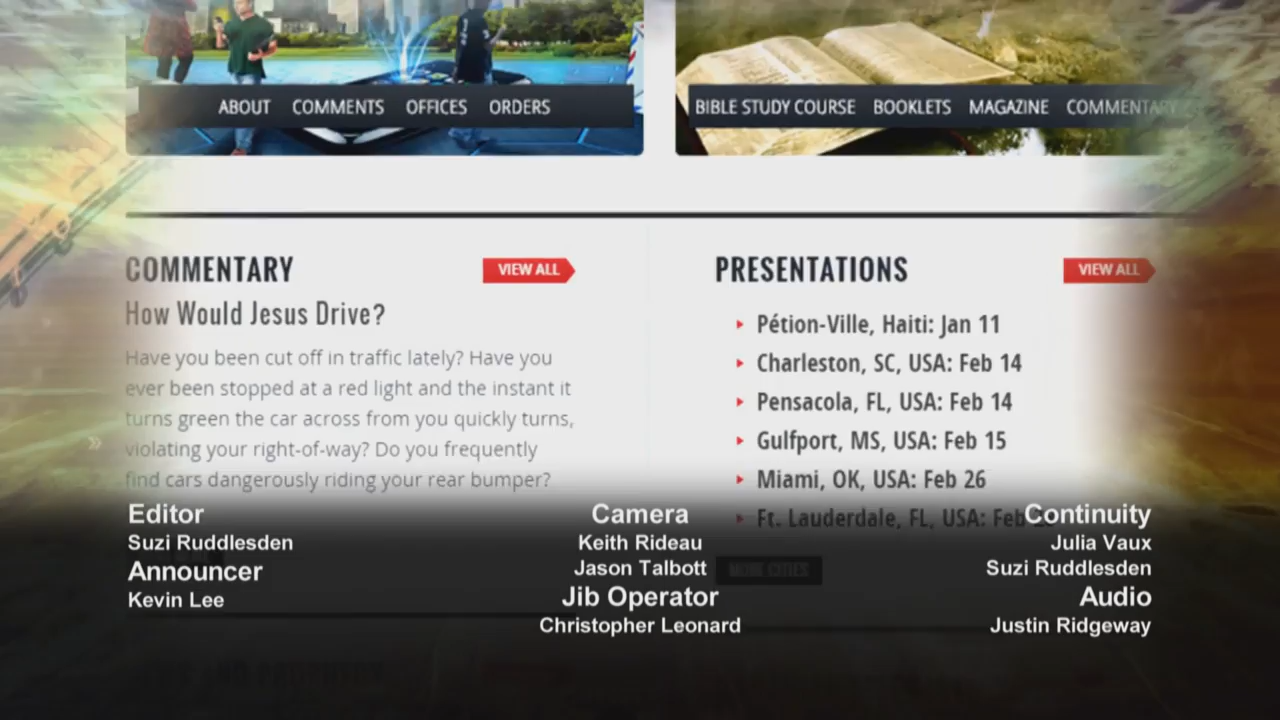 ABOUT COMMENTS OFFICES ORDERS
BIBLE STUDY COURSE BOOKLETS MAGAZINE COMMENTARY
COMMENTARY
VIEW ALL
How Would Jesus Drive?
Have you been cut off in traffic lately? Have you
ever been stopped at a red light and the instant it
turns green the car across from you quickly turns,
violating your right-of-way? Do you frequently
find cars dangerously riding your rear bumper?
PRESENTATIONS
VIEW ALL
Pétion-Ville, Haiti: Jan 11
Charleston, SC, USA: Feb 14
Pensacola, FL, USA: Feb 14
Gulfport, MS, USA: Feb 15
Miami, OK, USA: Feb 26
Ft. Lauderdale, FL, USA: Feb
MORE CITIES
Editor
Suzi Ruddlesden
Announcer
Kevin Lee
Camera
Keith Rideau
Jason Talbott
Jib Operator
Christopher Leonard
Continuity
Julia Vaux
Suzi Ruddlesden
Audio
Justin Ridgeway